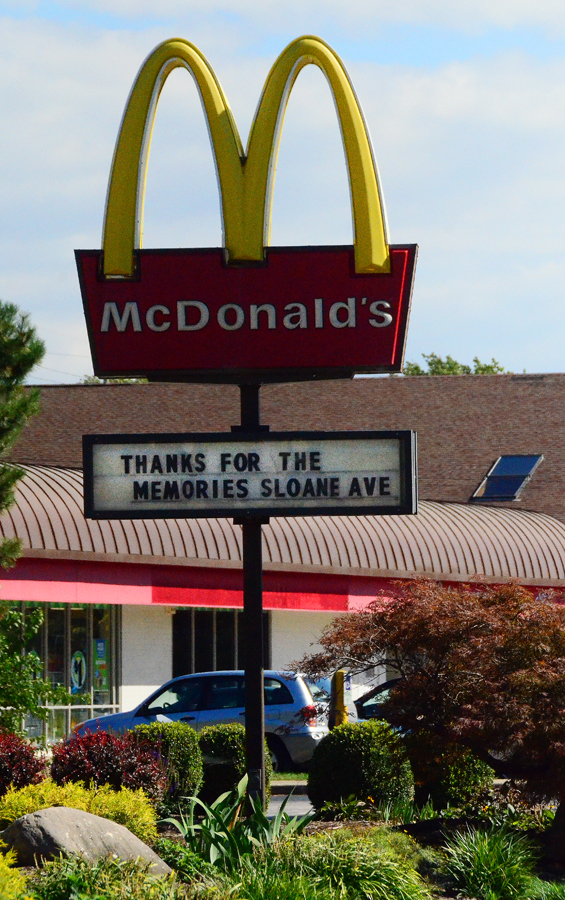 McDonald's
THANKS FOR THE
MEMORIES SLOANE AVE